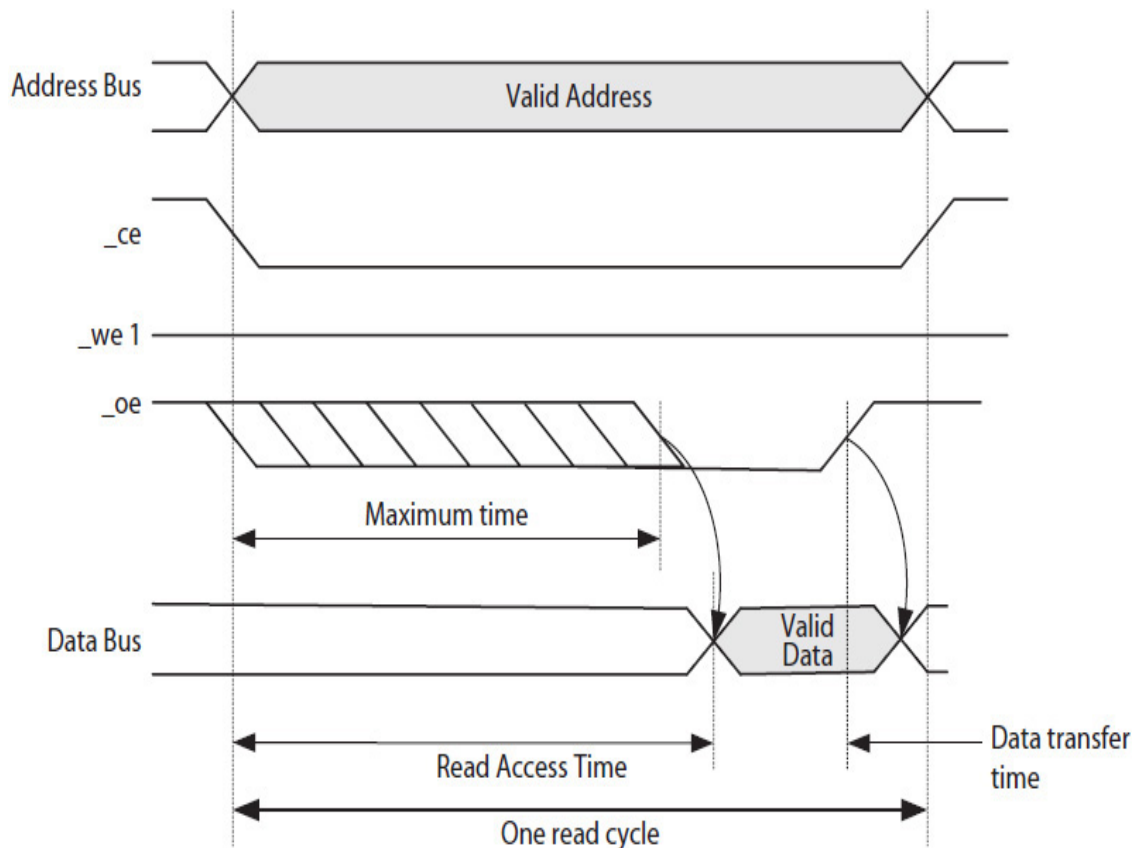 Address Bus
Valid Address
_ce
_we 1
_oe
Maximum time
Data Bus
Valid
Data
Read Access Time
Data transfer
time
One read cycle